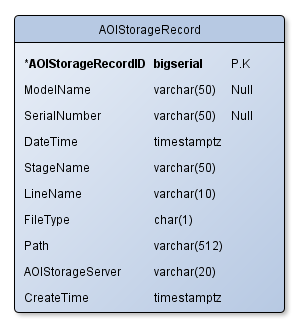 AOIStorageRecord
*AOIStorageRecordID bigserial P.K
ModelName varchar(50) Null
SerialNumber varchar(50) Null
DateTime timestamptz
StageName varchar(50)
LineName varchar(10)
FileType char(1)
Path varchar(512)
AOIStorageServer varchar(20)
CreateTime timestamptz